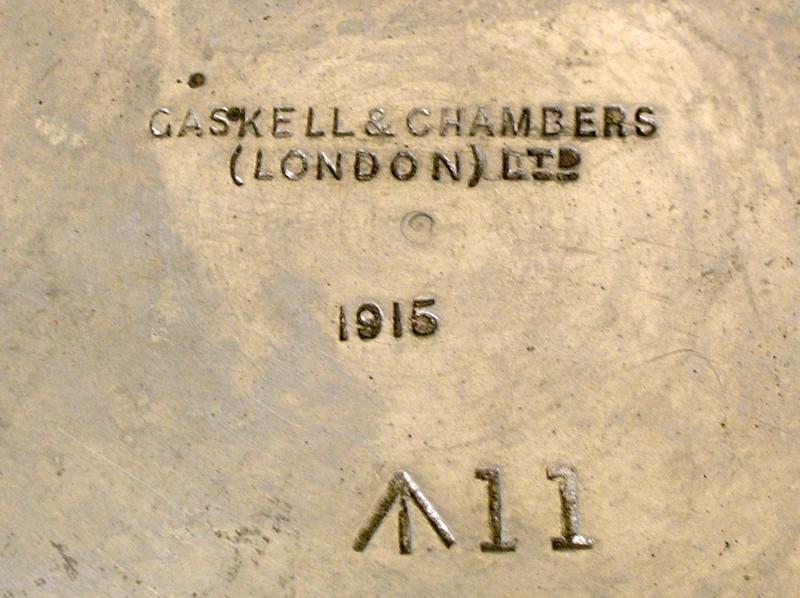 GASKELL & CHAMBERS
(LONDON) LTD
1915
11